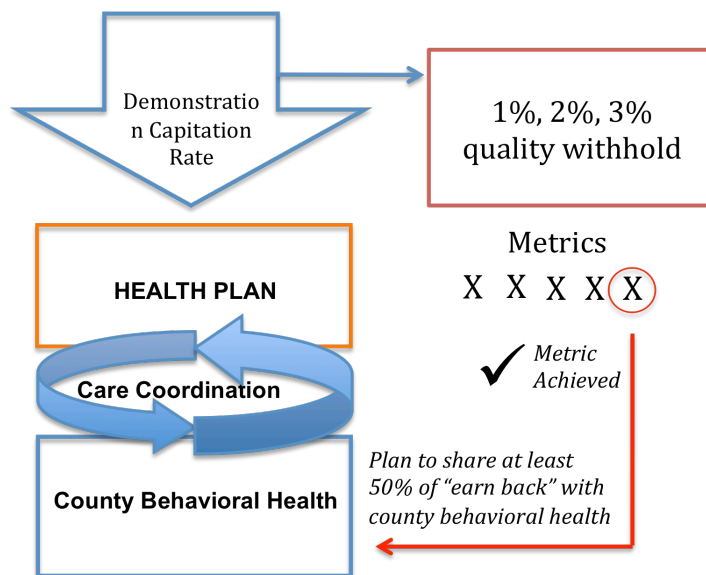 Demonstratio
n Capitation
Rate
1%, 2%, 3%
quality withhold
HEALTH PLAN
Metrics
X X X X X
Care Coordination
Metric
Achieved
County Behavioral Health
Plan to share at least
50% of “earn back” with
county behavioral health